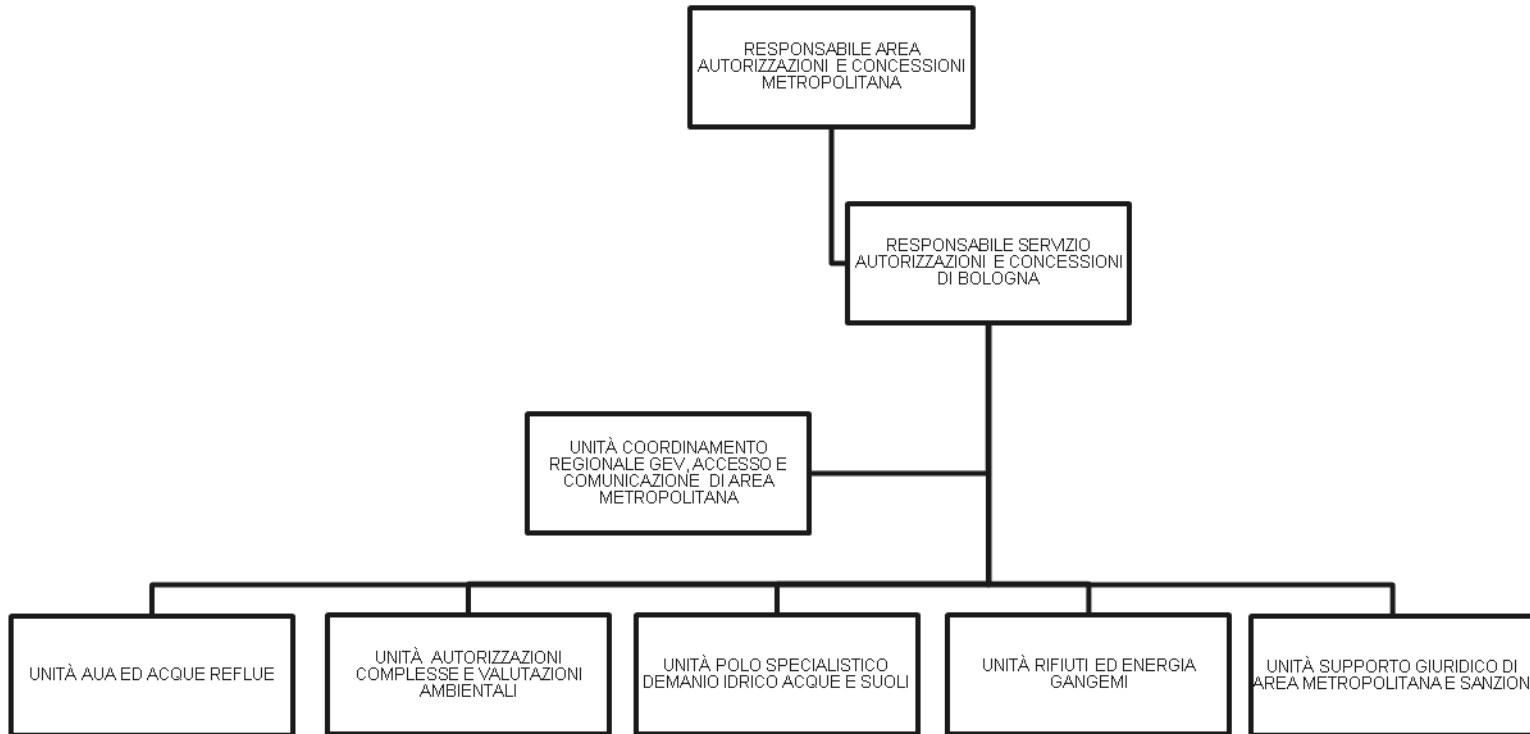 RESPONSABILE AREA
AUTORIZZAZIONI E CONCESSIONI
METROPOLITANA
RESPONSABILE SERVIZIO
AUTORIZZAZIONI E CONCESSIONI
DI BOLOGNA
UNITÀ COORDINAMENTO
REGIONALE GEV, ACCESSO E
COMUNICAZIONE DI AREA
METROPOLITANA
UNITÀ AUA ED ACQUE REFLUE
UNITÀ AUTORIZZAZIONI
COMPLESSE E VALUTAZIONI
AMBIENTALI
UNITÀ POLO SPECIALISTICO
DEMANIO IDRICO ACQUE E SUOLI
UNITÀ RIFIUTI ED ENERGIA
GANGEMI
UNITÀ SUPPORTO GIURIDICO DI
AREA METROPOLITANA E SANZION